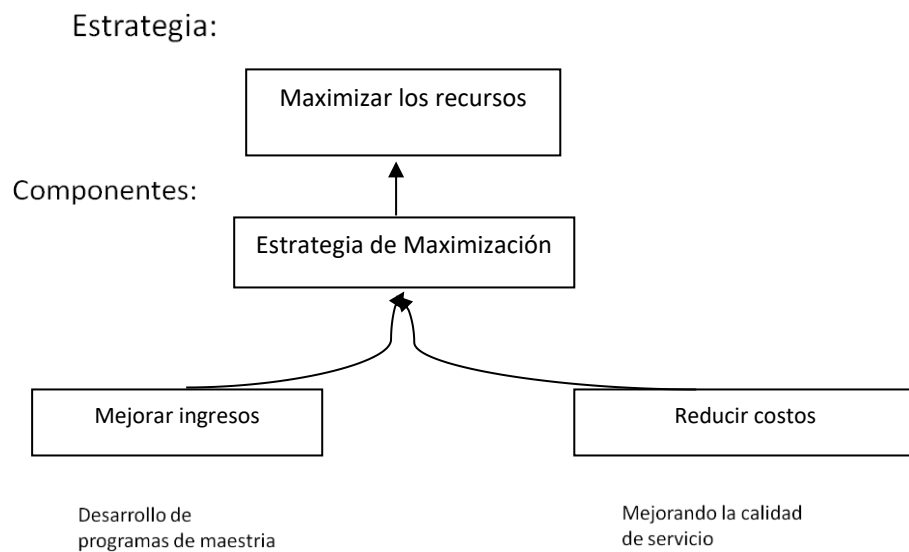 Estrategia:
Maximizar los recursos
Componentes:
Estrategia de Maximización
Mejorar ingresos
Reducir costos
Desarrollo de
programas de maestria
Mejorando la calidad
de servicio